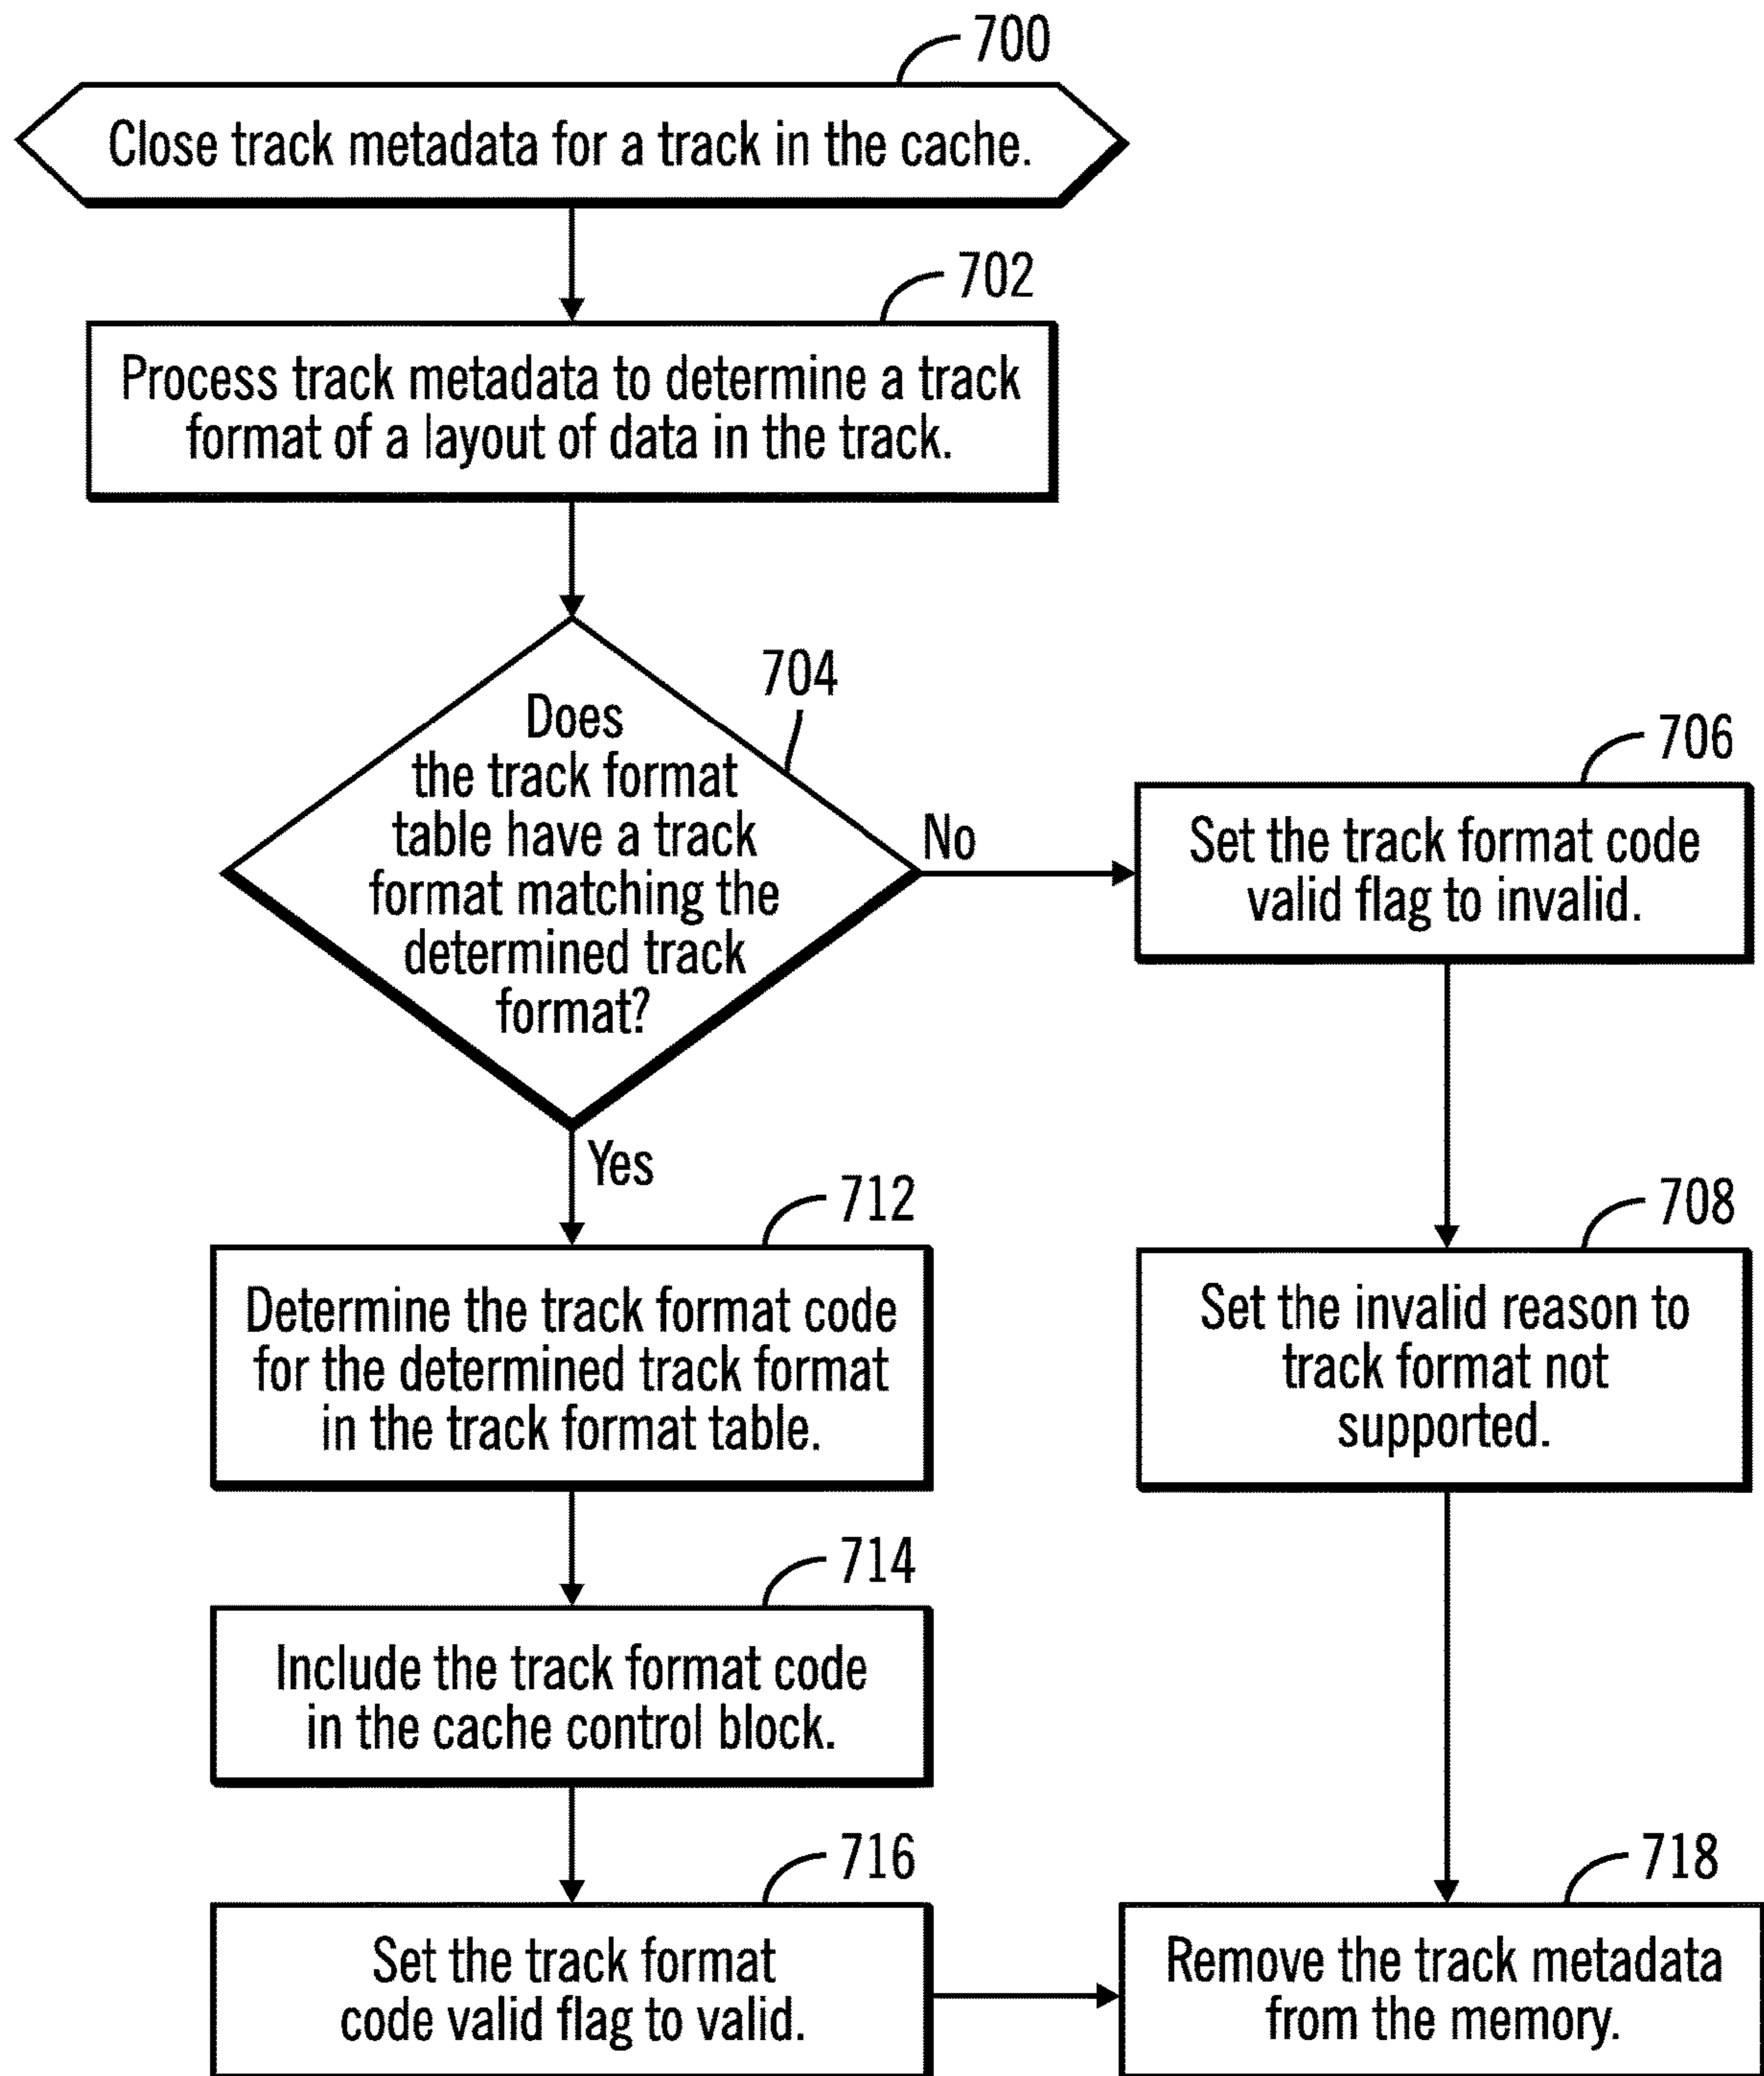 700
Close track metadata for a track in the cache.
702
Process track metadata to determine a track
format of a layout of data in the track.
704
Does
the track format
table have a track
format matching the
determined track
format?
No
706
Set the track format code
valid flag to invalid.
Yes
712
Determine the track format code
for the determined track format
in the track format table.
708
Set the invalid reason to
track format not
supported.
714
Include the track format code
in the cache control block.
716
Set the track format
code valid flag to valid.
718
Remove the track metadata
from the memory.